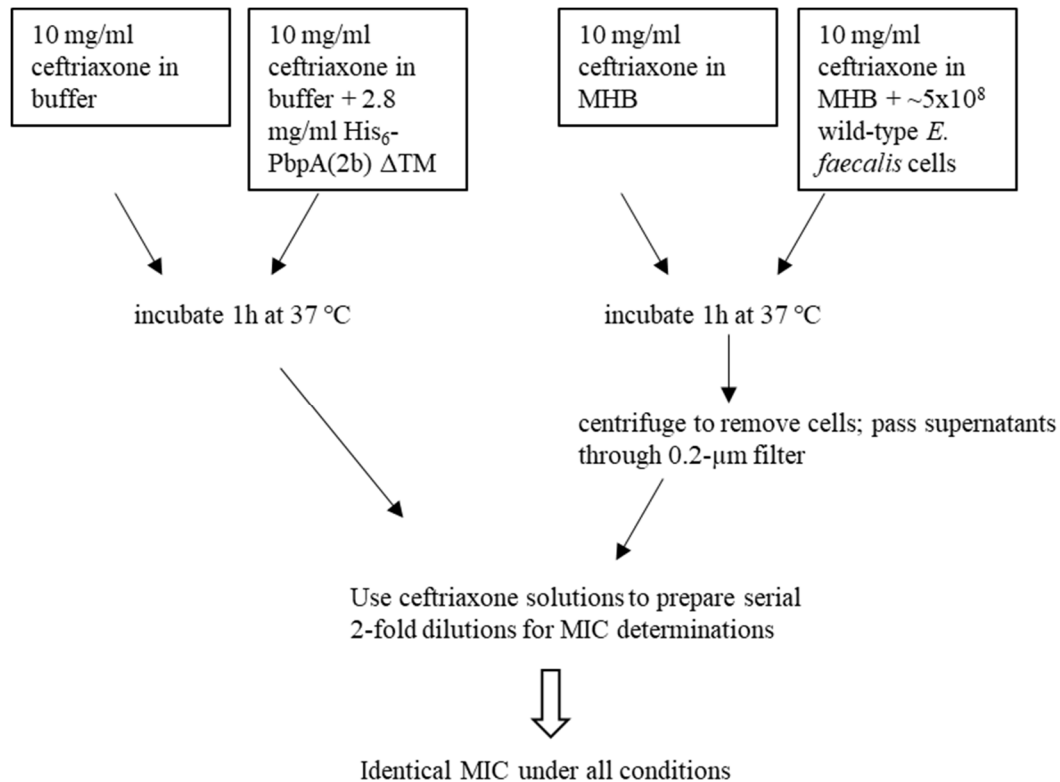 10 mg/ml
ceftriaxone in
buffer
10 mg/ml
ceftriaxone in
buffer + 2.8
mg/ml His₆-
PbpA(2b) ΔTM
10 mg/ml
ceftriaxone in
MHB
10 mg/ml
ceftriaxone in
MHB + ~5x10⁸
wild-type E.
faecalis cells
incubate 1h at 37 °C
incubate 1h at 37 °C
centrifuge to remove cells; pass supernatants
through 0.2-μm filter
Use ceftriaxone solutions to prepare serial
2-fold dilutions for MIC determinations
Identical MIC under all conditions